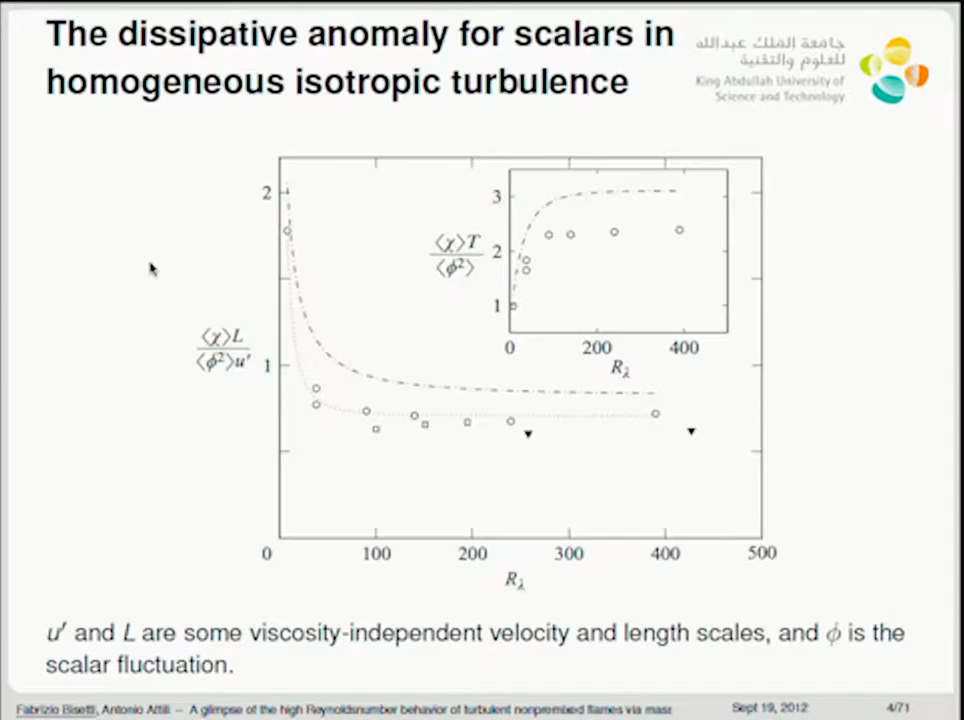 The dissipative anomaly for scalars in
homogeneous isotropic turbulence
جامعة الملك عبدالله
للعلوم والتقنية
King Abdullah University of
Science and Technology
2
1
⟨χ⟩L
⟨ϕ²⟩u′
0
100
200
300
400
500
R_λ
3
2
1
⟨χ⟩T
⟨ϕ²⟩
0
200
400
R_λ
u′ and L are some viscosity-independent velocity and length scales, and ϕ is the
scalar fluctuation.
Fabrizio Bisetti, Antonio Attili – A glimpse of the high Reynoldsnumber behavior of turbulent nonpremixed flames via mass
Sept 19, 2012
4/71